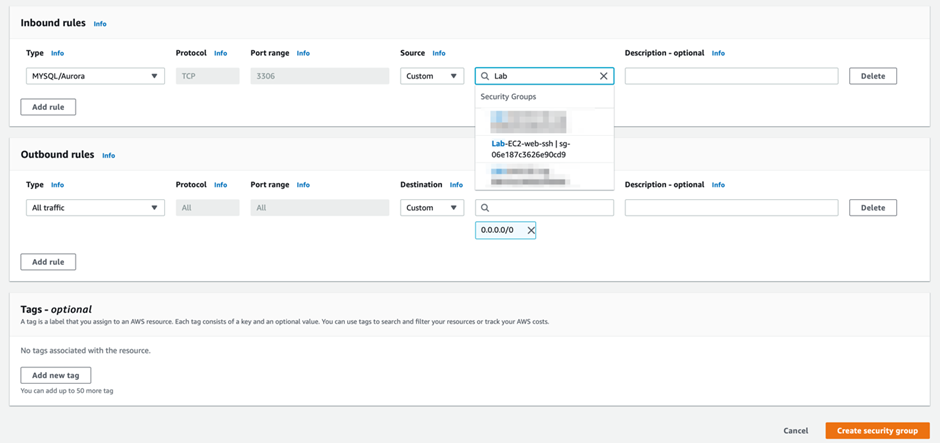 Inbound rules Info
Type Info Protocol Info Port range Info Source Info Description - optional Info
MYSQL/Aurora TCP 3306 Custom Lab Delete
Security Groups
Add rule
Lab-EC2-web-ssh | sg-
06e187c3626e90cd9
Outbound rules Info
Type Info Protocol Info Port range Info Destination Info Description - optional Info
All traffic All All Custom Delete
0.0.0.0/0
Add rule
Tags - optional
A tag is a label that you assign to an AWS resource. Each tag consists of a key and an optional value. You can use tags to search and filter your resources or track your AWS costs.
No tags associated with the resource.
Add new tag
You can add up to 50 more tag
Cancel Create security group